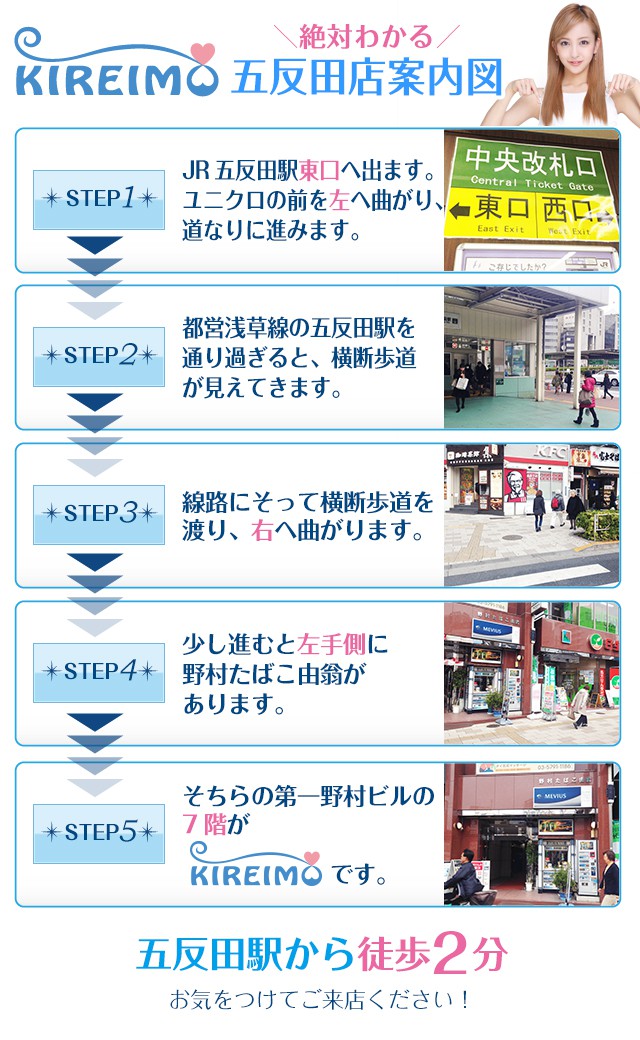 ＼絶対わかる／
KIREIMO 五反田店案内図
STEP1
JR五反田駅東口へ出ます。
ユニクロの前を左へ曲がり、
道なりに進みます。
中央改札口
Central Ticket Gate
←東口 西口→
East Exit West Exit
ご存じでしたか?
STEP2
都営浅草線の五反田駅を
通り過ぎると、横断歩道
が見えてきます。
STEP3
線路にそって横断歩道を
渡り、右へ曲がります。
KFC
STEP4
少し進むと左手側に
野村たばこ由翁が
あります。
MEVIUS
STEP5
そちらの第一野村ビルの
7階が
KIREIMO です。
MEVIUS
五反田駅から徒歩2分
お気をつけてご来店ください！